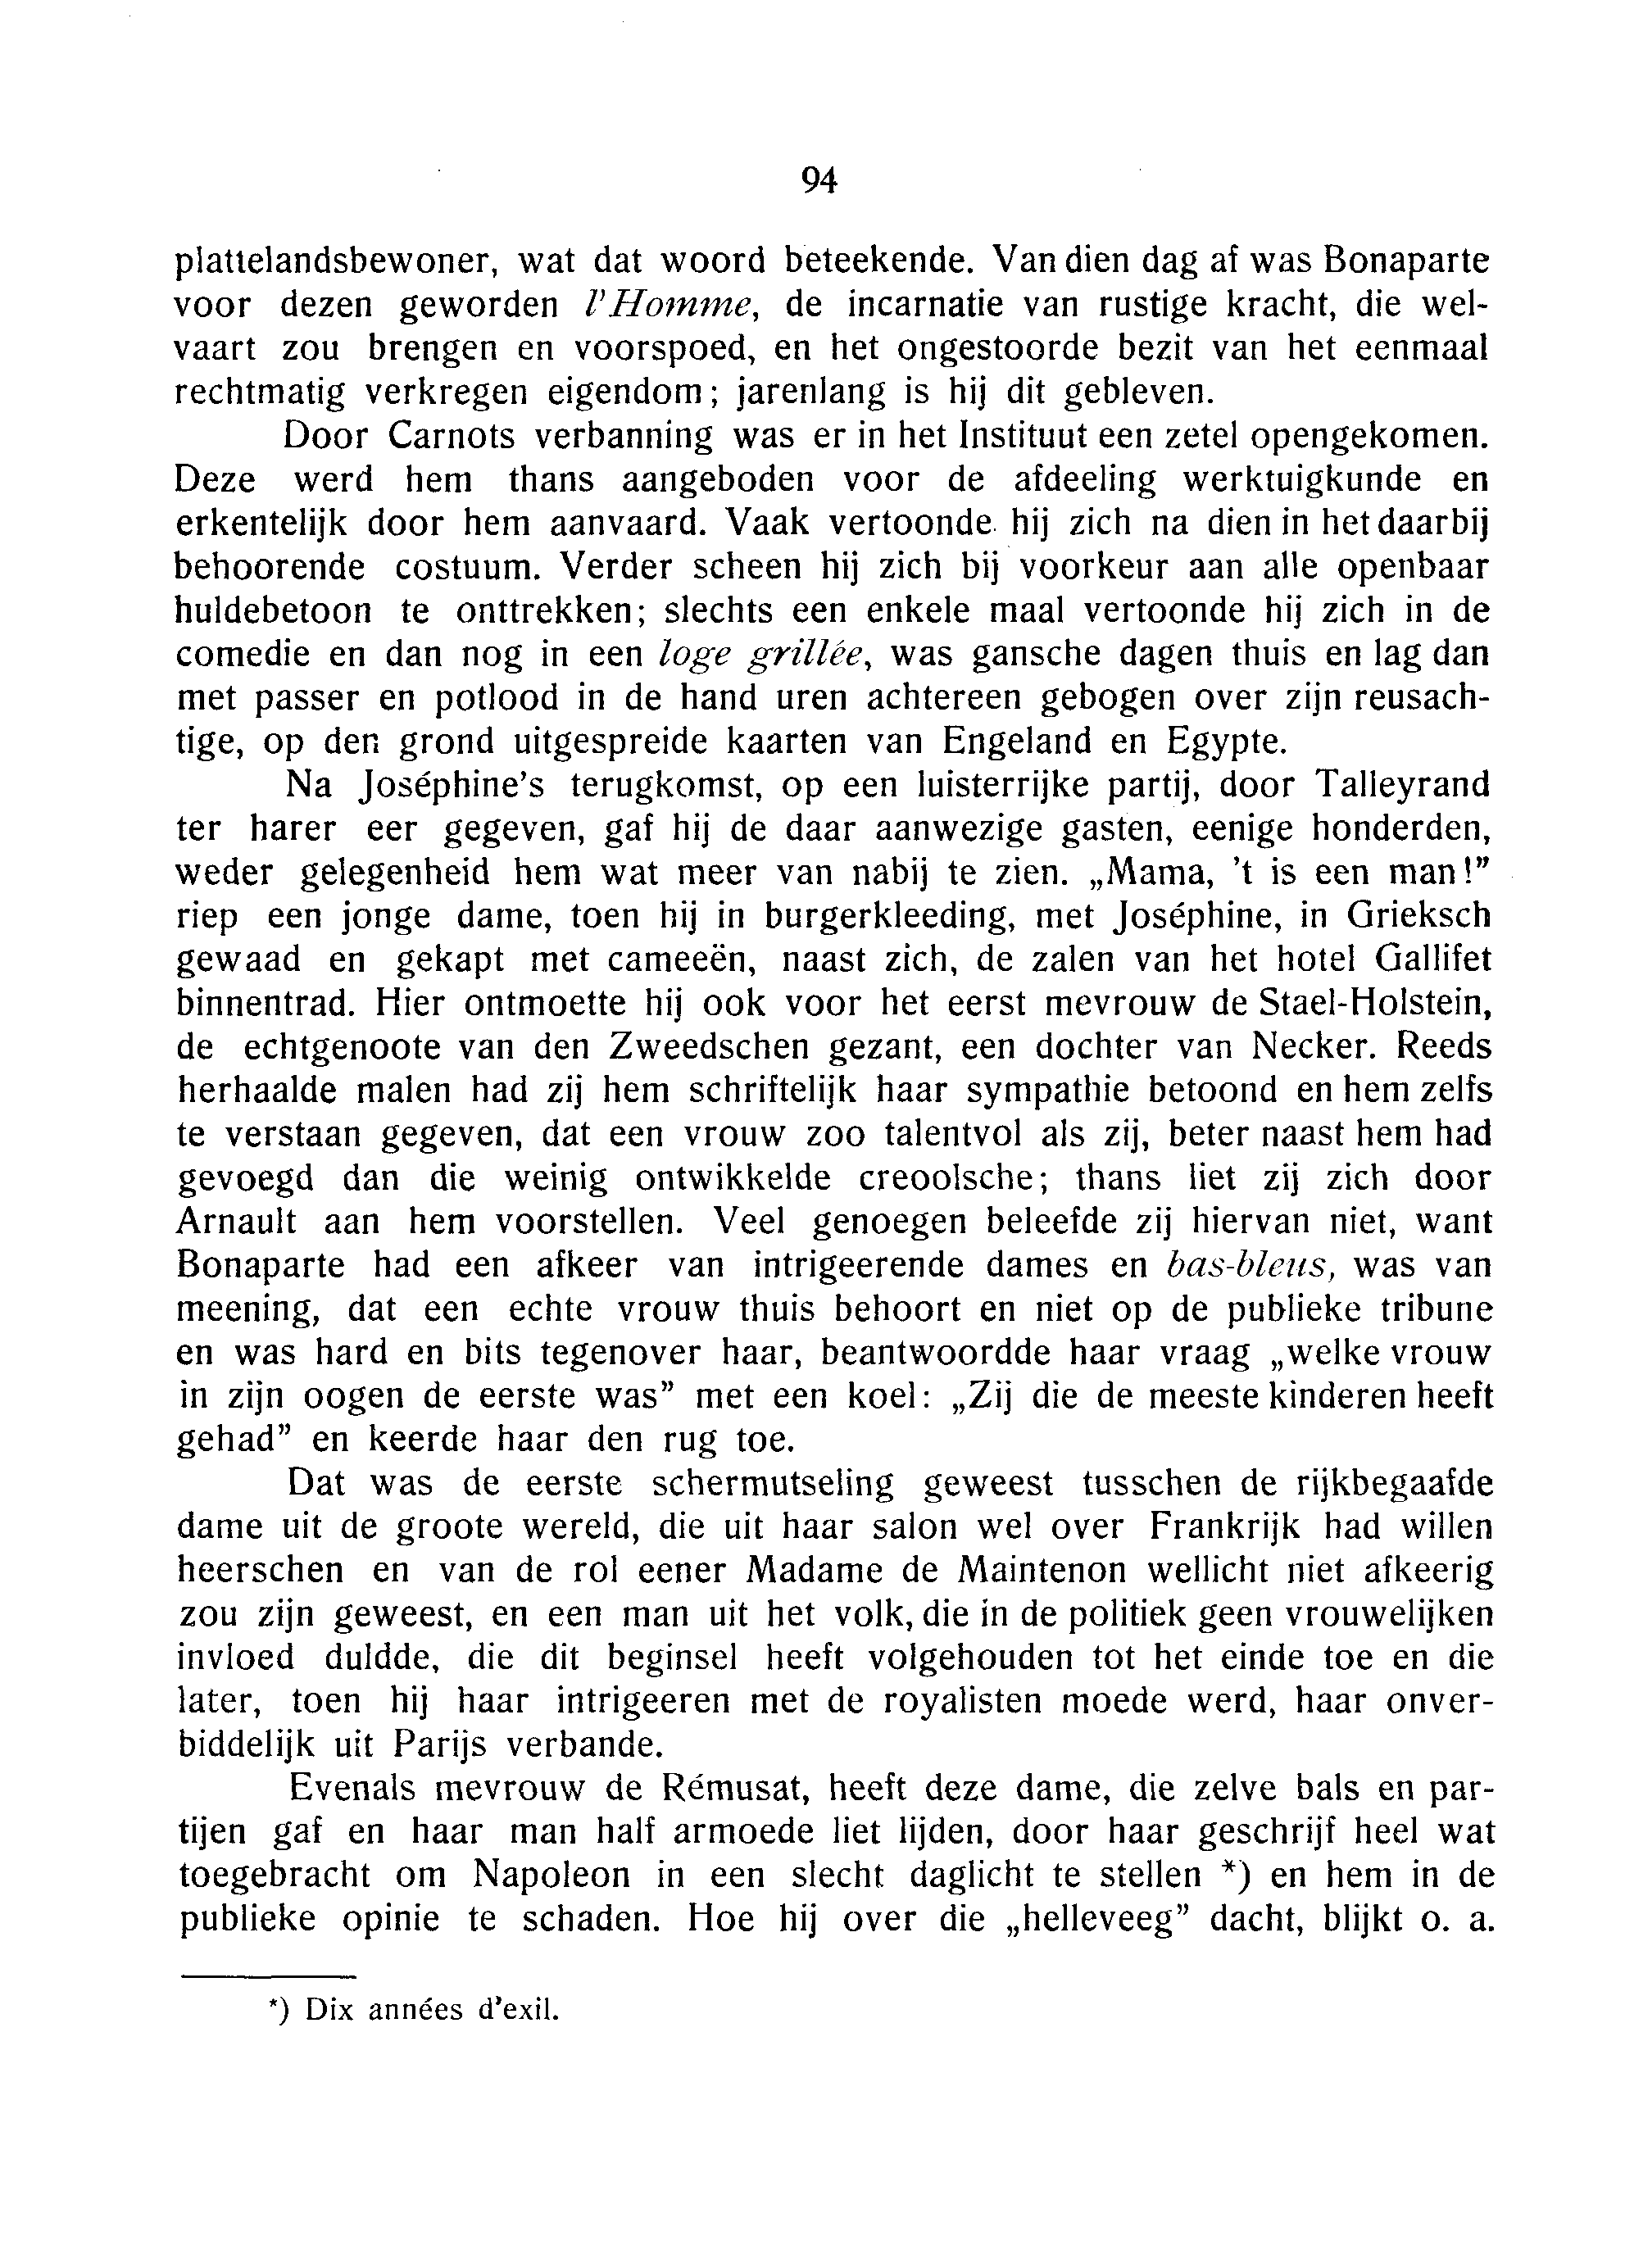 94
plattelandsbewoner, wat dat woord beteekende. Van dien dag af was Bonaparte
voor dezen geworden l'Homme, de incarnatie van rustige kracht, die wel-
vaart zou brengen en voorspoed, en het ongestoorde bezit van het eenmaal
rechtmatig verkregen eigendom; jarenlang is hij dit gebleven.
Door Carnots verbanning was er in het Instituut een zetel opengekomen.
Deze werd hem thans aangeboden voor de afdeeling werktuigkunde en
erkentelijk door hem aanvaard. Vaak vertoonde hij zich na dien in het daarbij
behoorende costuum. Verder scheen hij zich bij voorkeur aan alle openbaar
huldebetoon te onttrekken; slechts een enkele maal vertoonde hij zich in de
comedie en dan nog in een loge grillée, was gansche dagen thuis en lag dan
met passer en potlood in de hand uren achtereen gebogen over zijn reusach-
tige, op den grond uitgespreide kaarten van Engeland en Egypte.
Na Joséphine's terugkomst, op een luisterrijke partij, door Talleyrand
ter harer eer gegeven, gaf hij de daar aanwezige gasten, eenige honderden,
weder gelegenheid hem wat meer van nabij te zien. „Mama, 't is een man!”
riep een jonge dame, toen hij in burgerkleeding, met Joséphine, in Grieksch
gewaad en gekapt met cameeën, naast zich, de zalen van het hotel Gallifet
binnentrad. Hier ontmoette hij ook voor het eerst mevrouw de Stael-Holstein,
de echtgenoote van den Zweedschen gezant, een dochter van Necker. Reeds
herhaalde malen had zij hem schriftelijk haar sympathie betoond en hem zelfs
te verstaan gegeven, dat een vrouw zoo talentvol als zij, beter naast hem had
gevoegd dan die weinig ontwikkelde creoolsche; thans liet zij zich door
Arnault aan hem voorstellen. Veel genoegen beleefde zij hiervan niet, want
Bonaparte had een afkeer van intrigeerende dames en bas-bleus, was van
meening, dat een echte vrouw thuis behoort en niet op de publieke tribune
en was hard en bits tegenover haar, beantwoordde haar vraag „welke vrouw
in zijn oogen de eerste was” met een koel: „Zij die de meeste kinderen heeft
gehad” en keerde haar den rug toe.
Dat was de eerste schermutseling geweest tusschen de rijkbegaafde
dame uit de groote wereld, die uit haar salon wel over Frankrijk had willen
heerschen en van de rol eener Madame de Maintenon wellicht niet afkeerig
zou zijn geweest, en een man uit het volk, die in de politiek geen vrouwelijken
invloed duldde, die dit beginsel heeft volgehouden tot het einde toe en die
later, toen hij haar intrigeeren met de royalisten moede werd, haar onver-
biddelijk uit Parijs verbande.
Evenals mevrouw de Rémusat, heeft deze dame, die zelve bals en par-
tijen gaf en haar man half armoede liet lijden, door haar geschrijf heel wat
toegebracht om Napoleon in een slecht daglicht te stellen *) en hem in de
publieke opinie te schaden. Hoe hij over die „helleveeg” dacht, blijkt o. a.
*) Dix années d'exil.